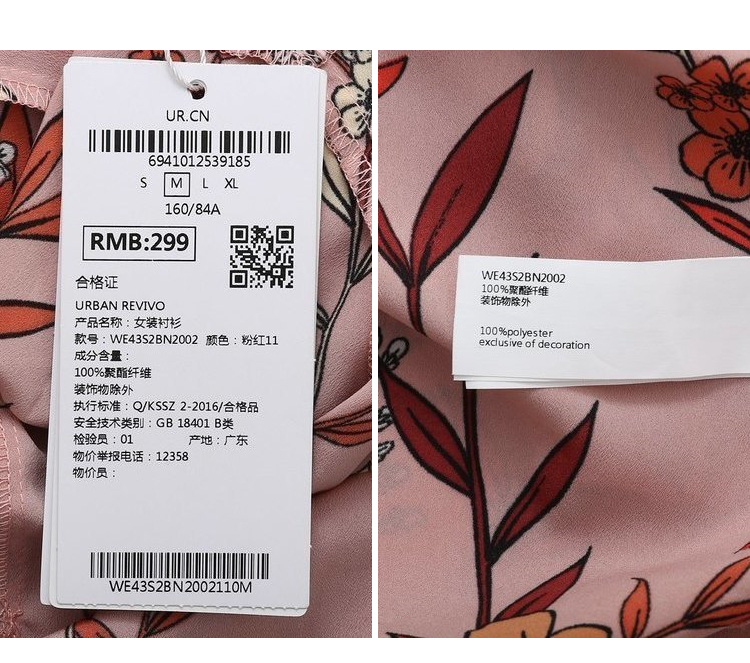 UR.CN
6941012539185
S M L XL
160/84A
RMB:299
合格证
URBAN REVIVO
产品名称：女装衬衫
款号：WE43S2BN2002 颜色：粉红11
成分含量：
100%聚酯纤维
装饰物除外
执行标准：Q/KSSZ 2-2016/合格品
安全技术类别：GB 18401 B类
检验员：01 产地：广东
物价举报电话：12358
物价员：
WE43S2BN2002110M
WE43S2BN2002
100%聚酯纤维
装饰物除外
100%polyester
exclusive of decoration